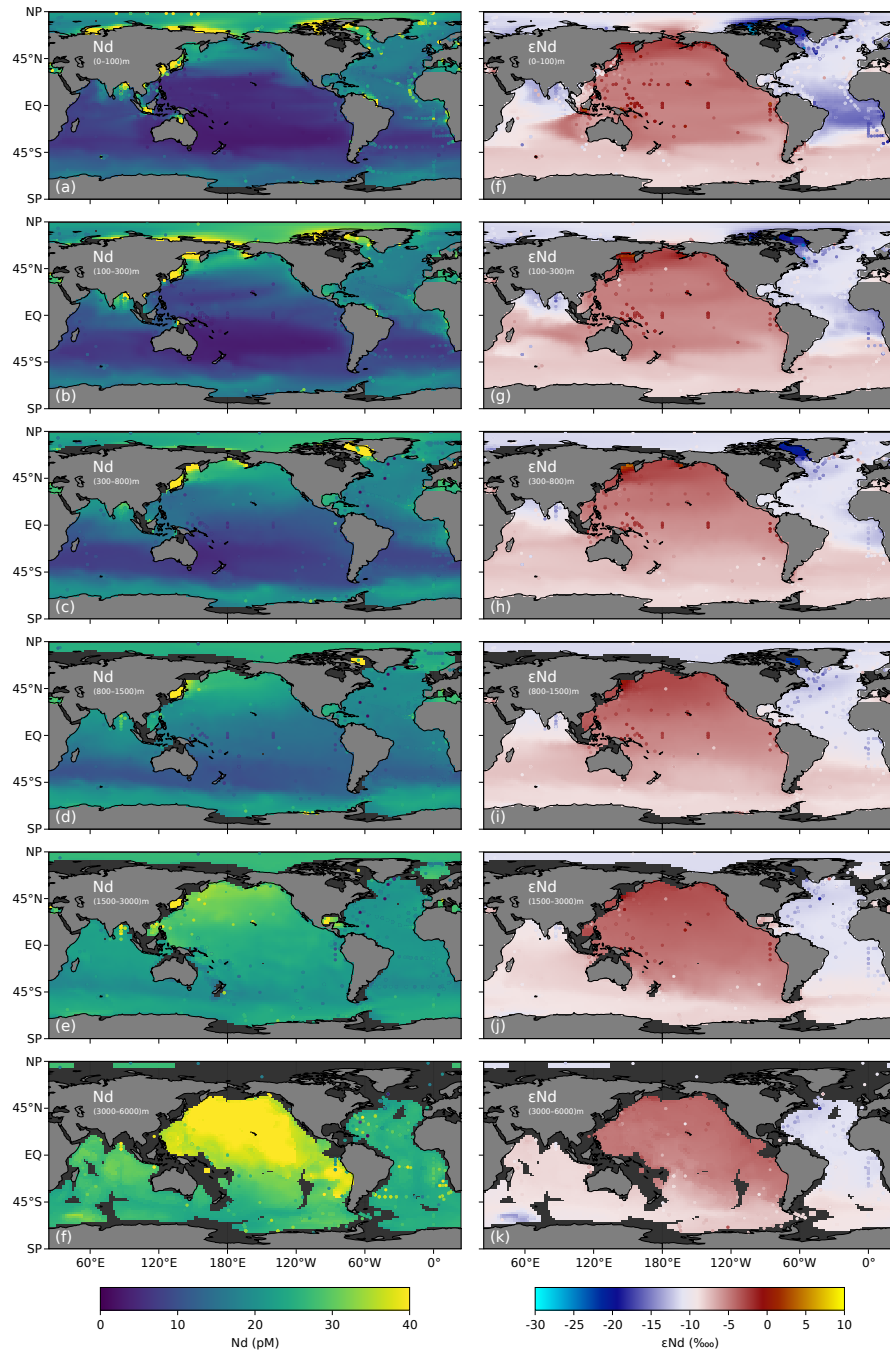 NP
45°N
EQ
45°S
SP
Nd
(0–100)m
(a)
εNd
(0–100)m
(f)
NP
45°N
EQ
45°S
SP
Nd
(100–300)m
(b)
εNd
(100–300)m
(g)
NP
45°N
EQ
45°S
SP
Nd
(300–800)m
(c)
εNd
(300–800)m
(h)
NP
45°N
EQ
45°S
SP
Nd
(800–1500)m
(d)
εNd
(800–1500)m
(i)
NP
45°N
EQ
45°S
SP
Nd
(1500–3000)m
(e)
εNd
(1500–3000)m
(j)
NP
45°N
EQ
45°S
SP
Nd
(3000–6000)m
(f)
εNd
(3000–6000)m
(k)
60°E 120°E 180°W 120°W 60°W 0°
60°E 120°E 180°W 120°W 60°W 0°
0 10 20 30 40
Nd (pM)
-30 -25 -20 -15 -10 -5 0 5 10
εNd (‱)